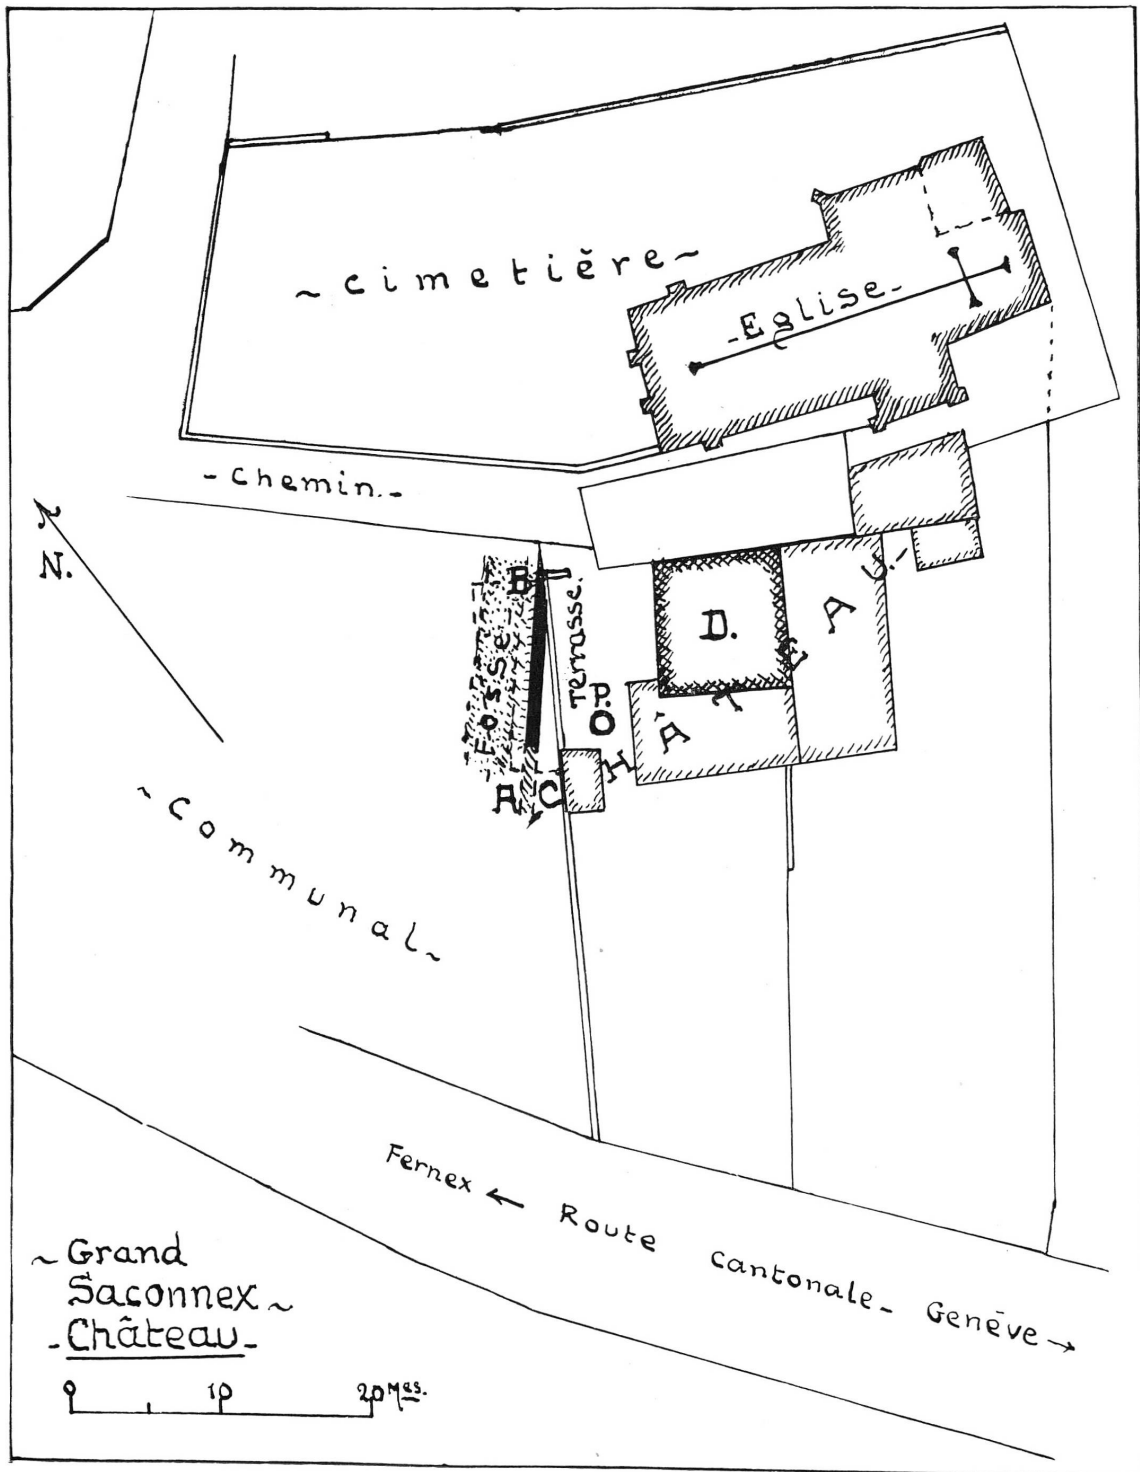 ~ cimetière ~
- Eglise -
- Chemin. -
N.
B
Fossé
Terrasse.
D.
P.
O
CHÂTEAU.
A
~ Communal ~
Fernex ← Route cantonale - Genève →
~ Grand
Saconnex ~
- Château -
0 10 20 Mes.